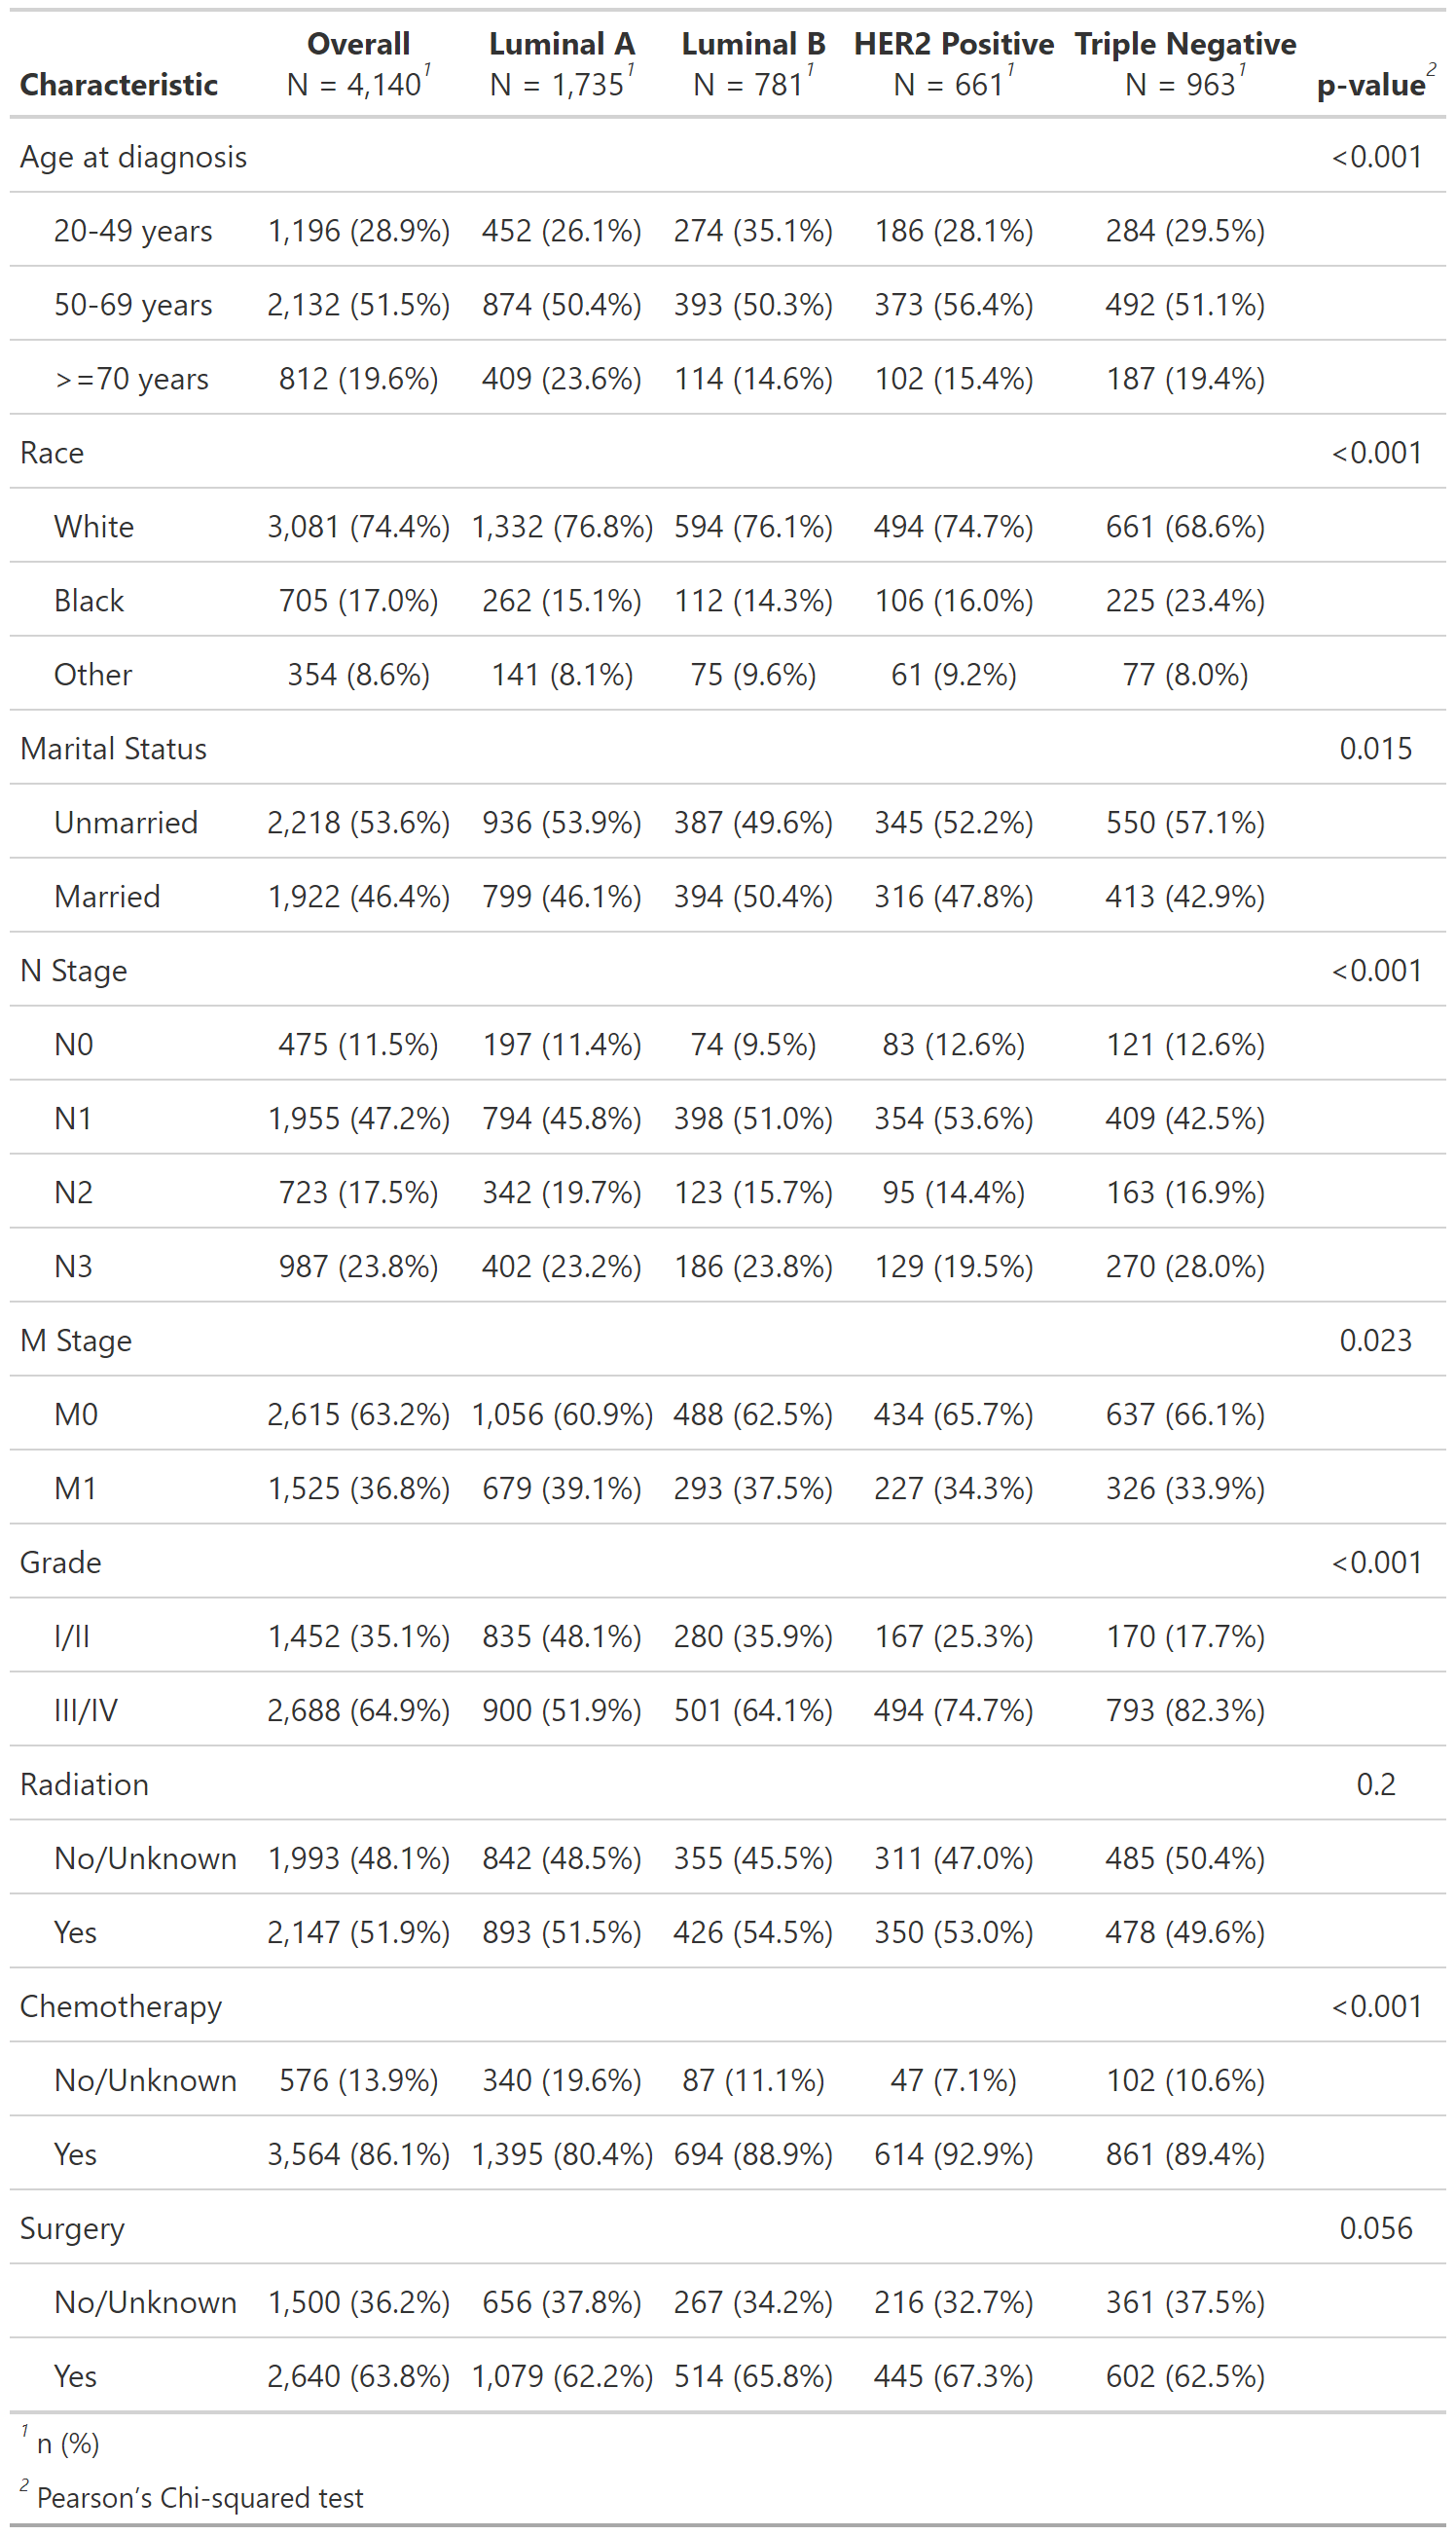 Characteristic Overall N = 4,140¹ Luminal A N = 1,735¹ Luminal B N = 781¹ HER2 Positive N = 661¹ Triple Negative N = 963¹ p-value²
Age at diagnosis <0.001
20-49 years 1,196 (28.9%) 452 (26.1%) 274 (35.1%) 186 (28.1%) 284 (29.5%)
50-69 years 2,132 (51.5%) 874 (50.4%) 393 (50.3%) 373 (56.4%) 492 (51.1%)
>=70 years 812 (19.6%) 409 (23.6%) 114 (14.6%) 102 (15.4%) 187 (19.4%)
Race <0.001
White 3,081 (74.4%) 1,332 (76.8%) 594 (76.1%) 494 (74.7%) 661 (68.6%)
Black 705 (17.0%) 262 (15.1%) 112 (14.3%) 106 (16.0%) 225 (23.4%)
Other 354 (8.6%) 141 (8.1%) 75 (9.6%) 61 (9.2%) 77 (8.0%)
Marital Status 0.015
Unmarried 2,218 (53.6%) 936 (53.9%) 387 (49.6%) 345 (52.2%) 550 (57.1%)
Married 1,922 (46.4%) 799 (46.1%) 394 (50.4%) 316 (47.8%) 413 (42.9%)
N Stage <0.001
N0 475 (11.5%) 197 (11.4%) 74 (9.5%) 83 (12.6%) 121 (12.6%)
N1 1,955 (47.2%) 794 (45.8%) 398 (51.0%) 354 (53.6%) 409 (42.5%)
N2 723 (17.5%) 342 (19.7%) 123 (15.7%) 95 (14.4%) 163 (16.9%)
N3 987 (23.8%) 402 (23.2%) 186 (23.8%) 129 (19.5%) 270 (28.0%)
M Stage 0.023
M0 2,615 (63.2%) 1,056 (60.9%) 488 (62.5%) 434 (65.7%) 637 (66.1%)
M1 1,525 (36.8%) 679 (39.1%) 293 (37.5%) 227 (34.3%) 326 (33.9%)
Grade <0.001
I/II 1,452 (35.1%) 835 (48.1%) 280 (35.9%) 167 (25.3%) 170 (17.7%)
III/IV 2,688 (64.9%) 900 (51.9%) 501 (64.1%) 494 (74.7%) 793 (82.3%)
Radiation 0.2
No/Unknown 1,993 (48.1%) 842 (48.5%) 355 (45.5%) 311 (47.0%) 485 (50.4%)
Yes 2,147 (51.9%) 893 (51.5%) 426 (54.5%) 350 (53.0%) 478 (49.6%)
Chemotherapy <0.001
No/Unknown 576 (13.9%) 340 (19.6%) 87 (11.1%) 47 (7.1%) 102 (10.6%)
Yes 3,564 (86.1%) 1,395 (80.4%) 694 (88.9%) 614 (92.9%) 861 (89.4%)
Surgery 0.056
No/Unknown 1,500 (36.2%) 656 (37.8%) 267 (34.2%) 216 (32.7%) 361 (37.5%)
Yes 2,640 (63.8%) 1,079 (62.2%) 514 (65.8%) 445 (67.3%) 602 (62.5%)
¹ n (%)
² Pearson’s Chi-squared test